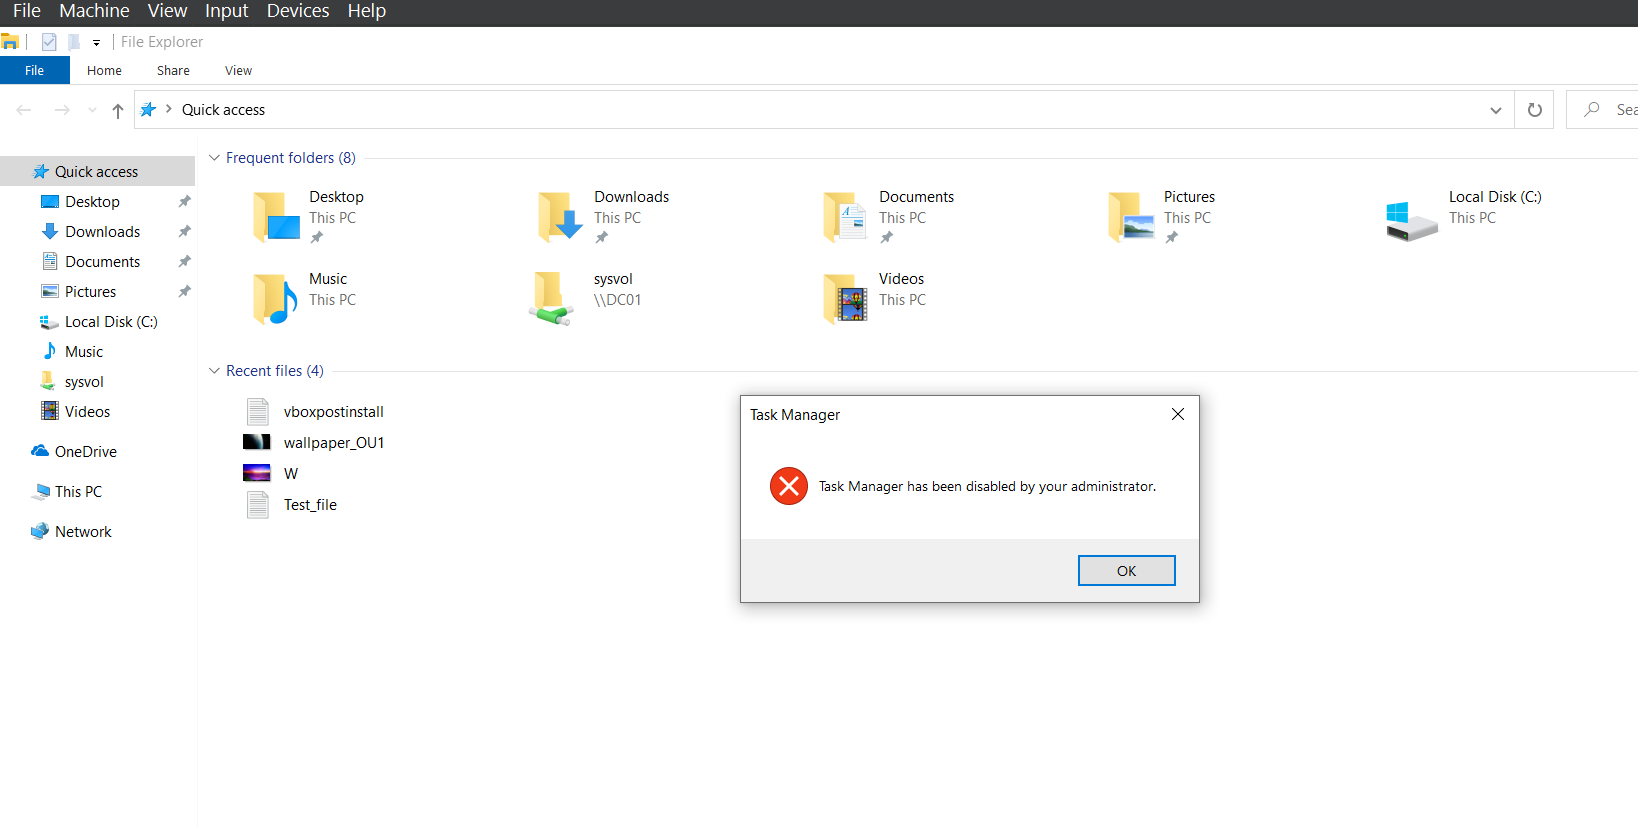 File Machine View Input Devices Help
File Explorer
File Home Share View
Quick access
Sea
Quick access
Desktop
Downloads
Documents
Pictures
Local Disk (C:)
Music
sysvol
Videos
OneDrive
This PC
Network
Frequent folders (8)
Desktop
This PC
Downloads
This PC
Documents
This PC
Pictures
This PC
Local Disk (C:)
This PC
Music
This PC
sysvol
\\DC01
Videos
This PC
Recent files (4)
vboxpostinstall
wallpaper_OU1
W
Test_file
Task Manager
Task Manager has been disabled by your administrator.
OK